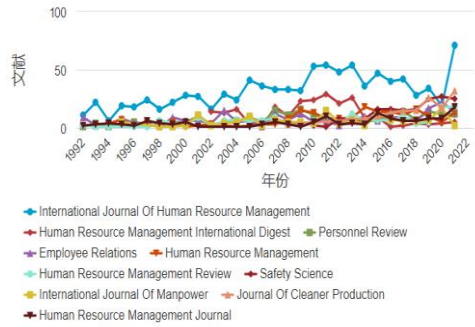 100
50
0
文献
1992 1994 1996 1998 2000 2002 2004 2006 2008 2010 2012 2014 2016 2018 2020 2022
年份
International Journal Of Human Resource Management
Human Resource Management International Digest Personnel Review
Employee Relations Human Resource Management
Human Resource Management Review Safety Science
International Journal Of Manpower Journal Of Cleaner Production
Human Resource Management Journal